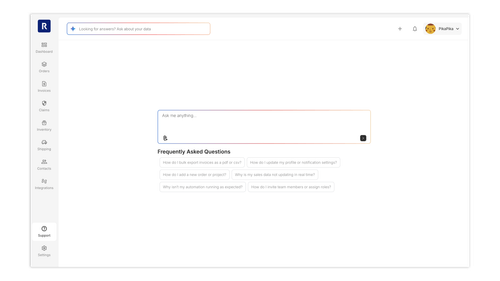 R
Looking for answers? Ask about your data
PikaPika
Dashboard
Orders
Invoices
Claims
Inventory
Shipping
Contacts
Integrations
Support
Settings
Ask me anything...
Frequently Asked Questions
How do I bulk export invoices as a pdf or csv?
How do I update my profile or notification settings?
How do I add a new order or project?
Why is my sales data not updating in real time?
Why isn't my automation running as expected?
How do I invite team members or assign roles?